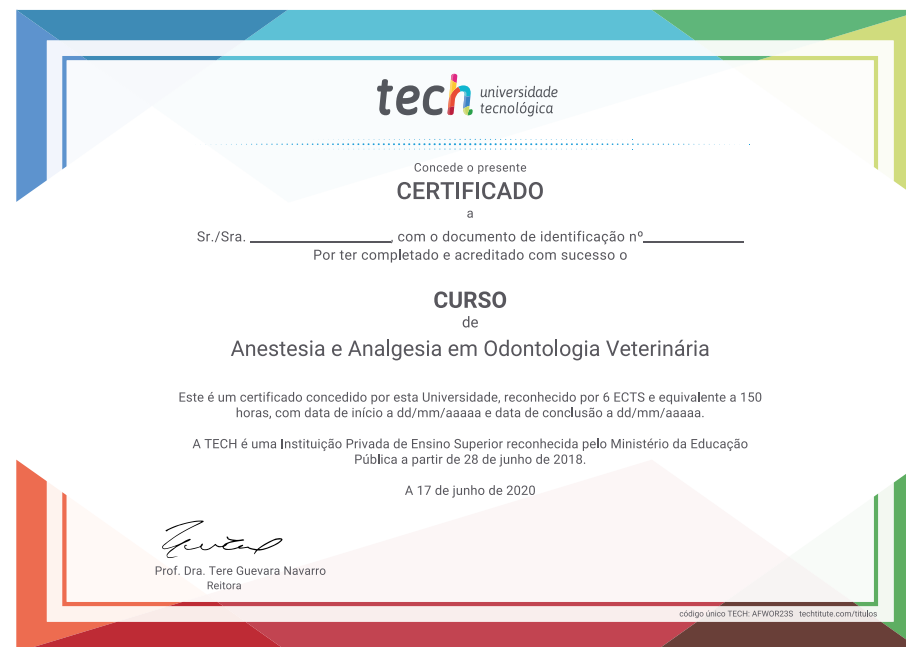 tech universidade
tecnológica
Concede o presente
CERTIFICADO
a
Sr./Sra. ________________, com o documento de identificação nº____________
Por ter completado e acreditado com sucesso o
CURSO
de
Anestesia e Analgesia em Odontologia Veterinária
Este é um certificado concedido por esta Universidade, reconhecido por 6 ECTS e equivalente a 150
horas, com data de início a dd/mm/aaaaa e data de conclusão a dd/mm/aaaaa.
A TECH é uma Instituição Privada de Ensino Superior reconhecida pelo Ministério da Educação
Pública a partir de 28 de junho de 2018.
A 17 de junho de 2020
Prof. Dra. Tere Guevara Navarro
Reitora
código único TECH: AFWOR23S techtitute.com/titulos